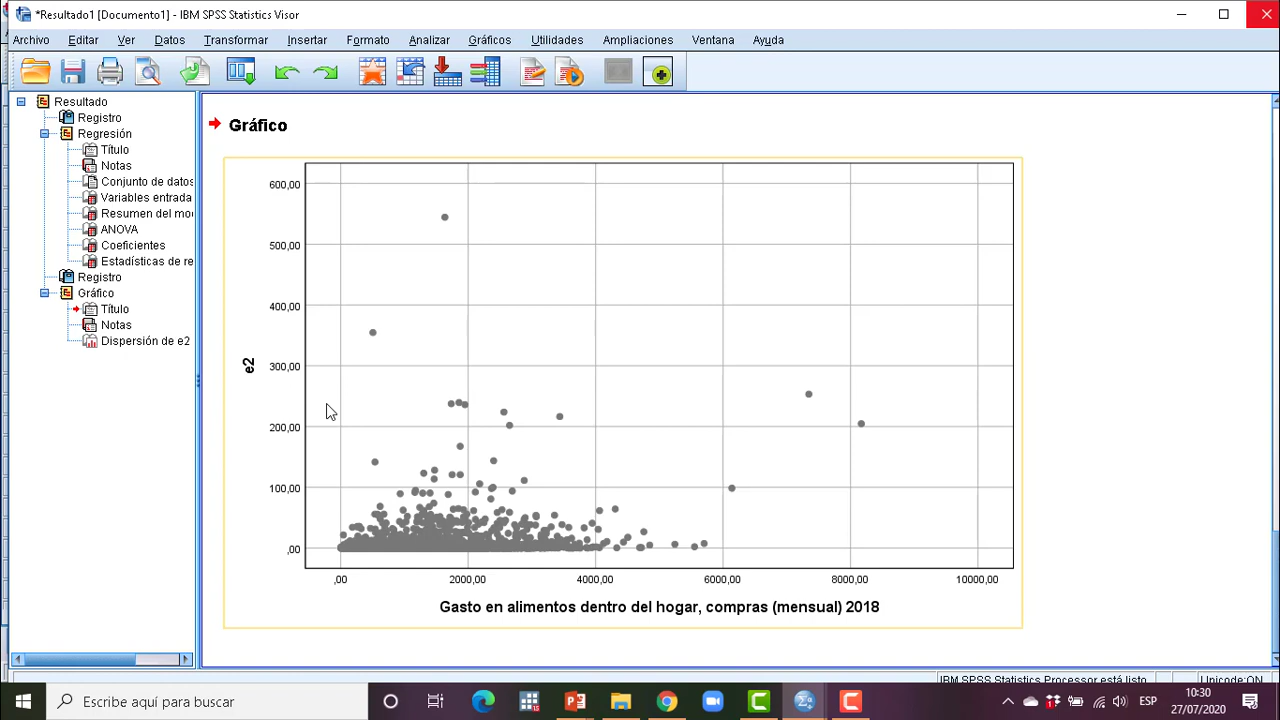 *Resultado1 [Documento1] - IBM SPSS Statistics Visor
Archivo Editar Ver Datos Transformar Insertar Formato Analizar Gráficos Utilidades Ampliaciones Ventana Ayuda
Resultado
Registro
Regresión
Título
Notas
Conjunto de datos
Variables entrada
Resumen del mo
ANOVA
Coeficientes
Estadísticas de re
Registro
Gráfico
Título
Notas
Dispersión de e2
Gráfico
600,00
500,00
400,00
300,00
200,00
100,00
,00
e2
,00 2000,00 4000,00 6000,00 8000,00 10000,00
Gasto en alimentos dentro del hogar, compras (mensual) 2018
IBM SPSS Statistics Processor está listo Unicode:ON
Escribe aquí para buscar
ESP
10:30
27/07/2020